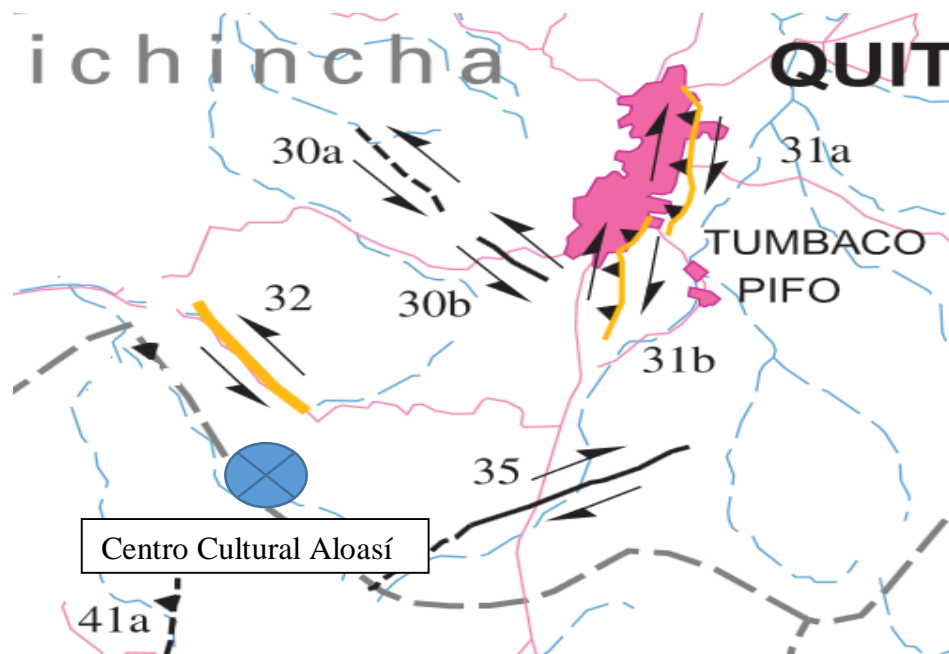 ichincha
QUIT
30a
31a
TUMBACO
32
30b
PIFO
31b
35
Centro Cultural Aloasí
41a